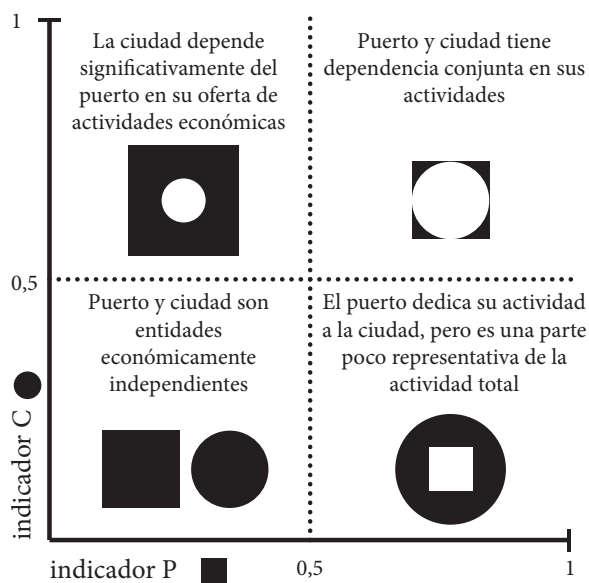 1
La ciudad depende
significativamente del
puerto en su oferta de
actividades económicas
Puerto y ciudad tiene
dependencia conjunta en sus
actividades
0,5
Puerto y ciudad son
entidades
económicamente
independientes
El puerto dedica su actividad
a la ciudad, pero es una parte
poco representativa de la
actividad total
indicador C
indicador P
0,5
1